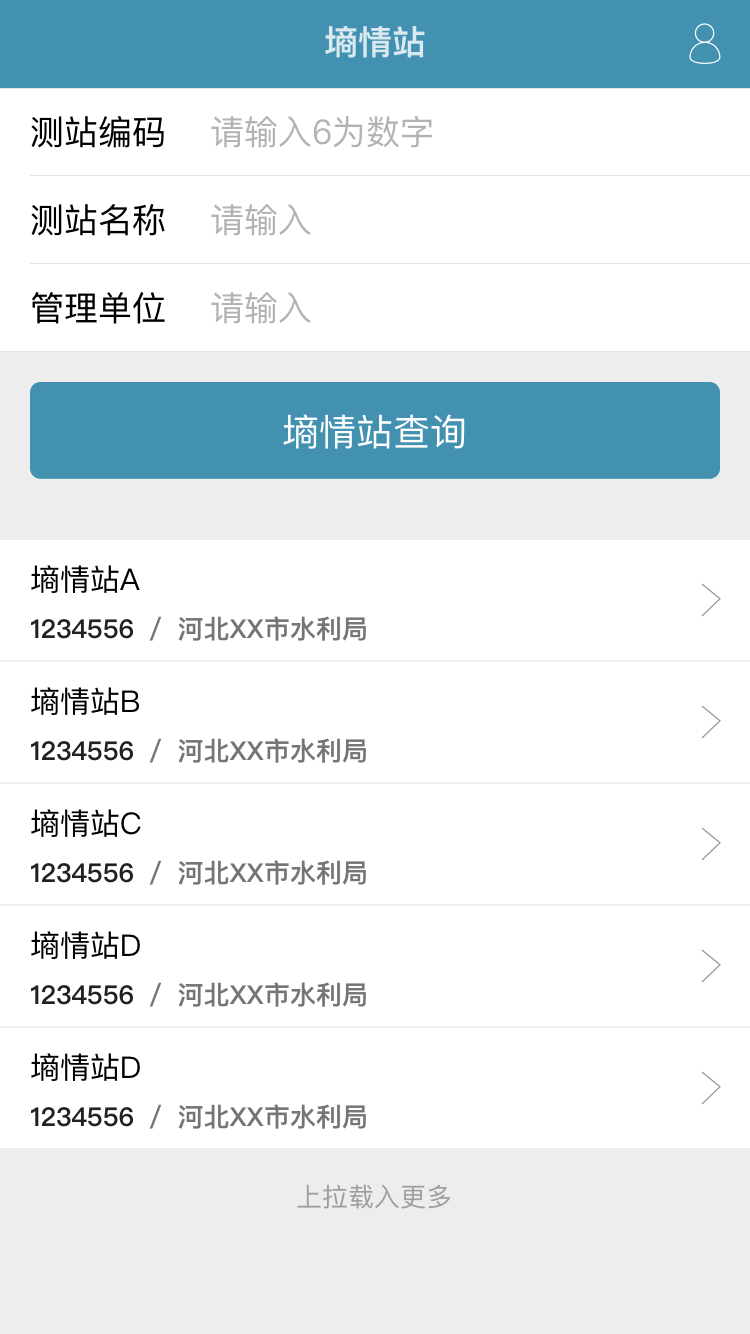 墒情站
测站编码 请输入6为数字
测站名称 请输入
管理单位 请输入
墒情站查询
墒情站A
1234556 / 河北XX市水利局
墒情站B
1234556 / 河北XX市水利局
墒情站C
1234556 / 河北XX市水利局
墒情站D
1234556 / 河北XX市水利局
墒情站D
1234556 / 河北XX市水利局
上拉载入更多